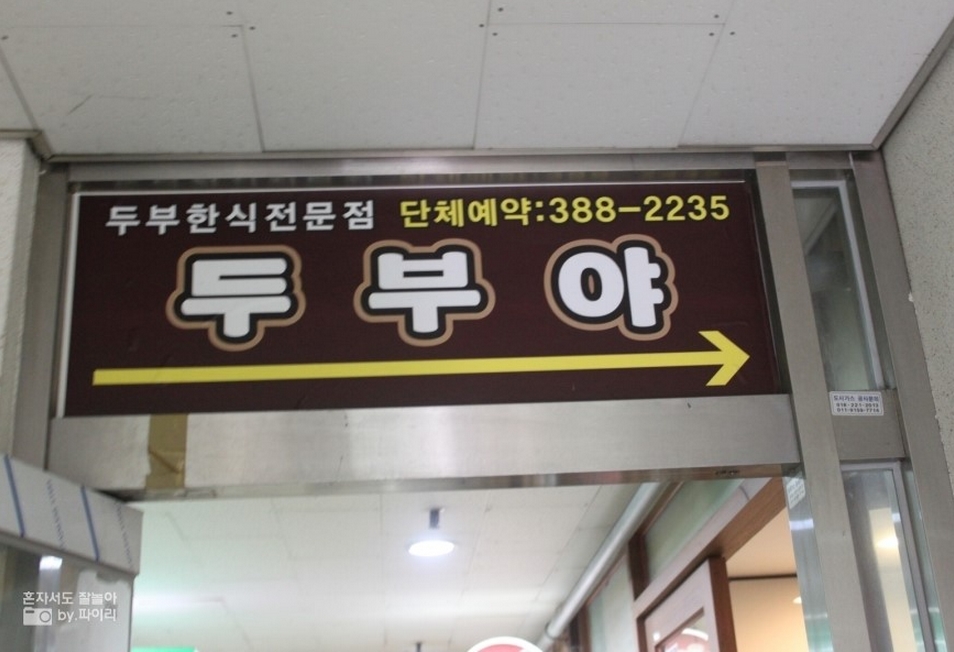 두부한식전문점 단체예약:388-2235
두부야
혼자서도 잘놀아
by.파이리